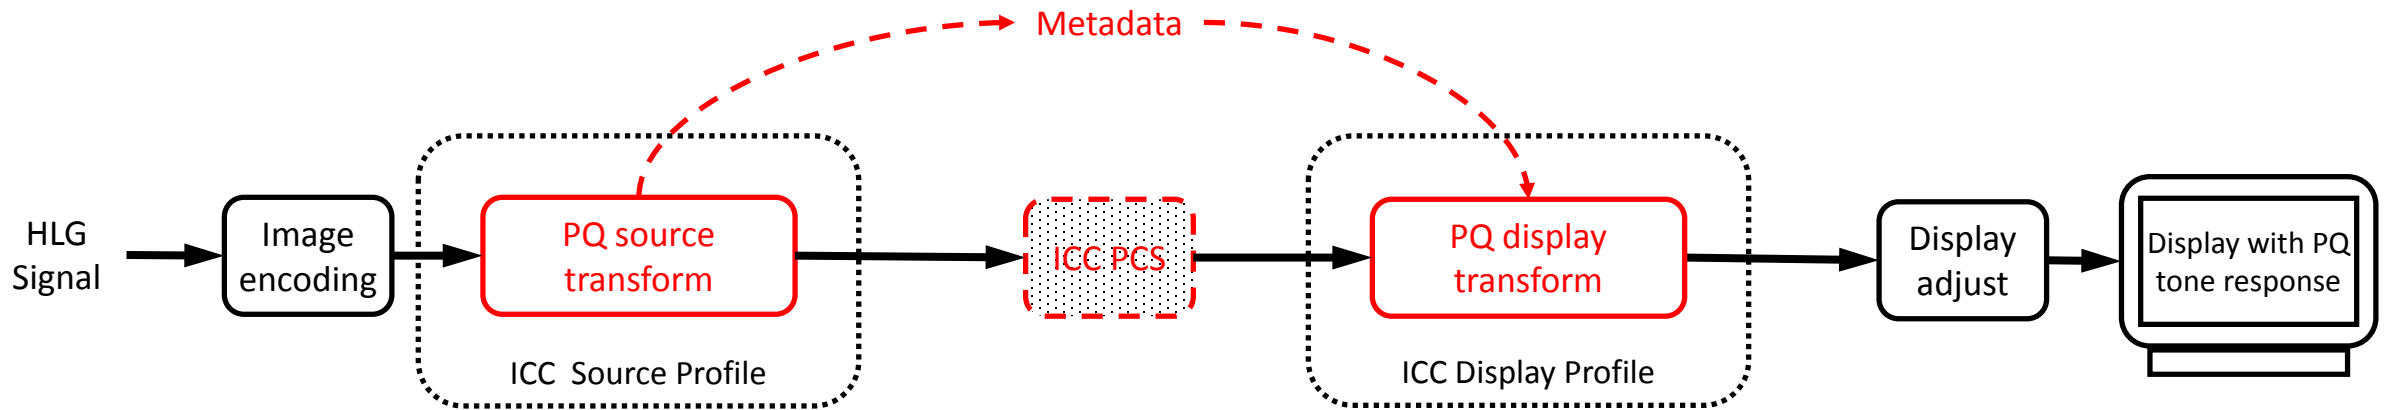 Metadata
HLG
Signal
Image
encoding
PQ source
transform
ICC  Source Profile
ICC PCS
PQ display
transform
ICC Display Profile
Display
adjust
Display with PQ
tone response